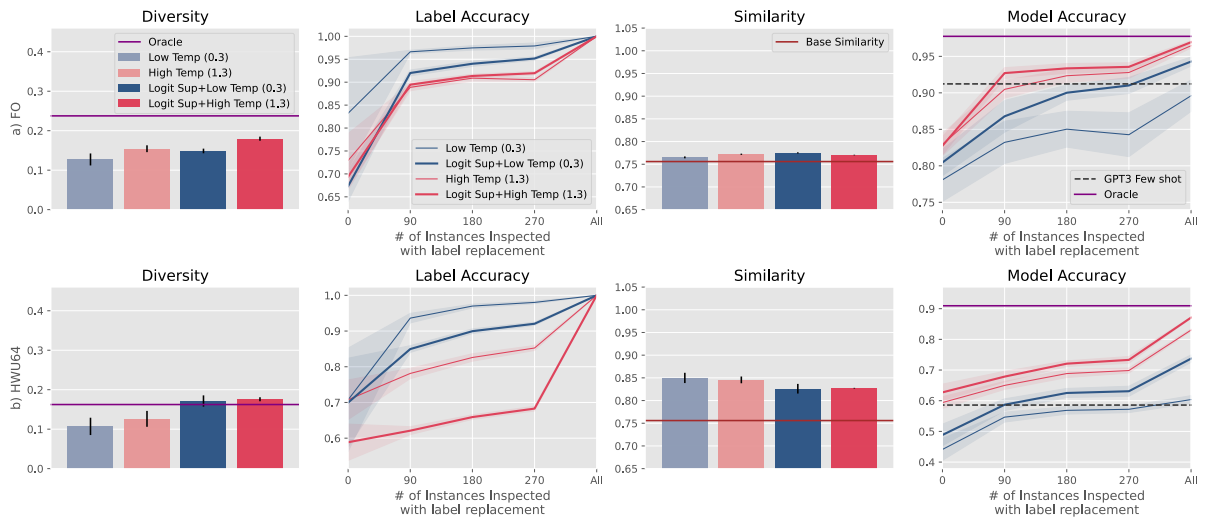 Diversity
Label Accuracy
Similarity
Model Accuracy
a) FO
0.4
0.3
0.2
0.1
0.0
Oracle
Low Temp (0.3)
High Temp (1.3)
Logit Sup+Low Temp (0.3)
Logit Sup+High Temp (1.3)
1.00
0.95
0.90
0.85
0.80
0.75
0.70
0.65
Low Temp (0.3)
Logit Sup+Low Temp (0.3)
High Temp (1.3)
Logit Sup+High Temp (1.3)
0 90 180 270 All
# of Instances Inspected
with label replacement
1.05
1.00
0.95
0.90
0.85
0.80
0.75
0.70
0.65
Base Similarity
0.95
0.90
0.85
0.80
0.75
GPT3 Few shot
Oracle
0 90 180 270 All
# of Instances Inspected
with label replacement
Diversity
Label Accuracy
Similarity
Model Accuracy
b) HWU64
0.4
0.3
0.2
0.1
0.0
1.0
0.9
0.8
0.7
0.6
0 90 180 270 All
# of Instances Inspected
with label replacement
1.05
1.00
0.95
0.90
0.85
0.80
0.75
0.70
0.65
0.9
0.8
0.7
0.6
0.5
0.4
0 90 180 270 All
# of Instances Inspected
with label replacement